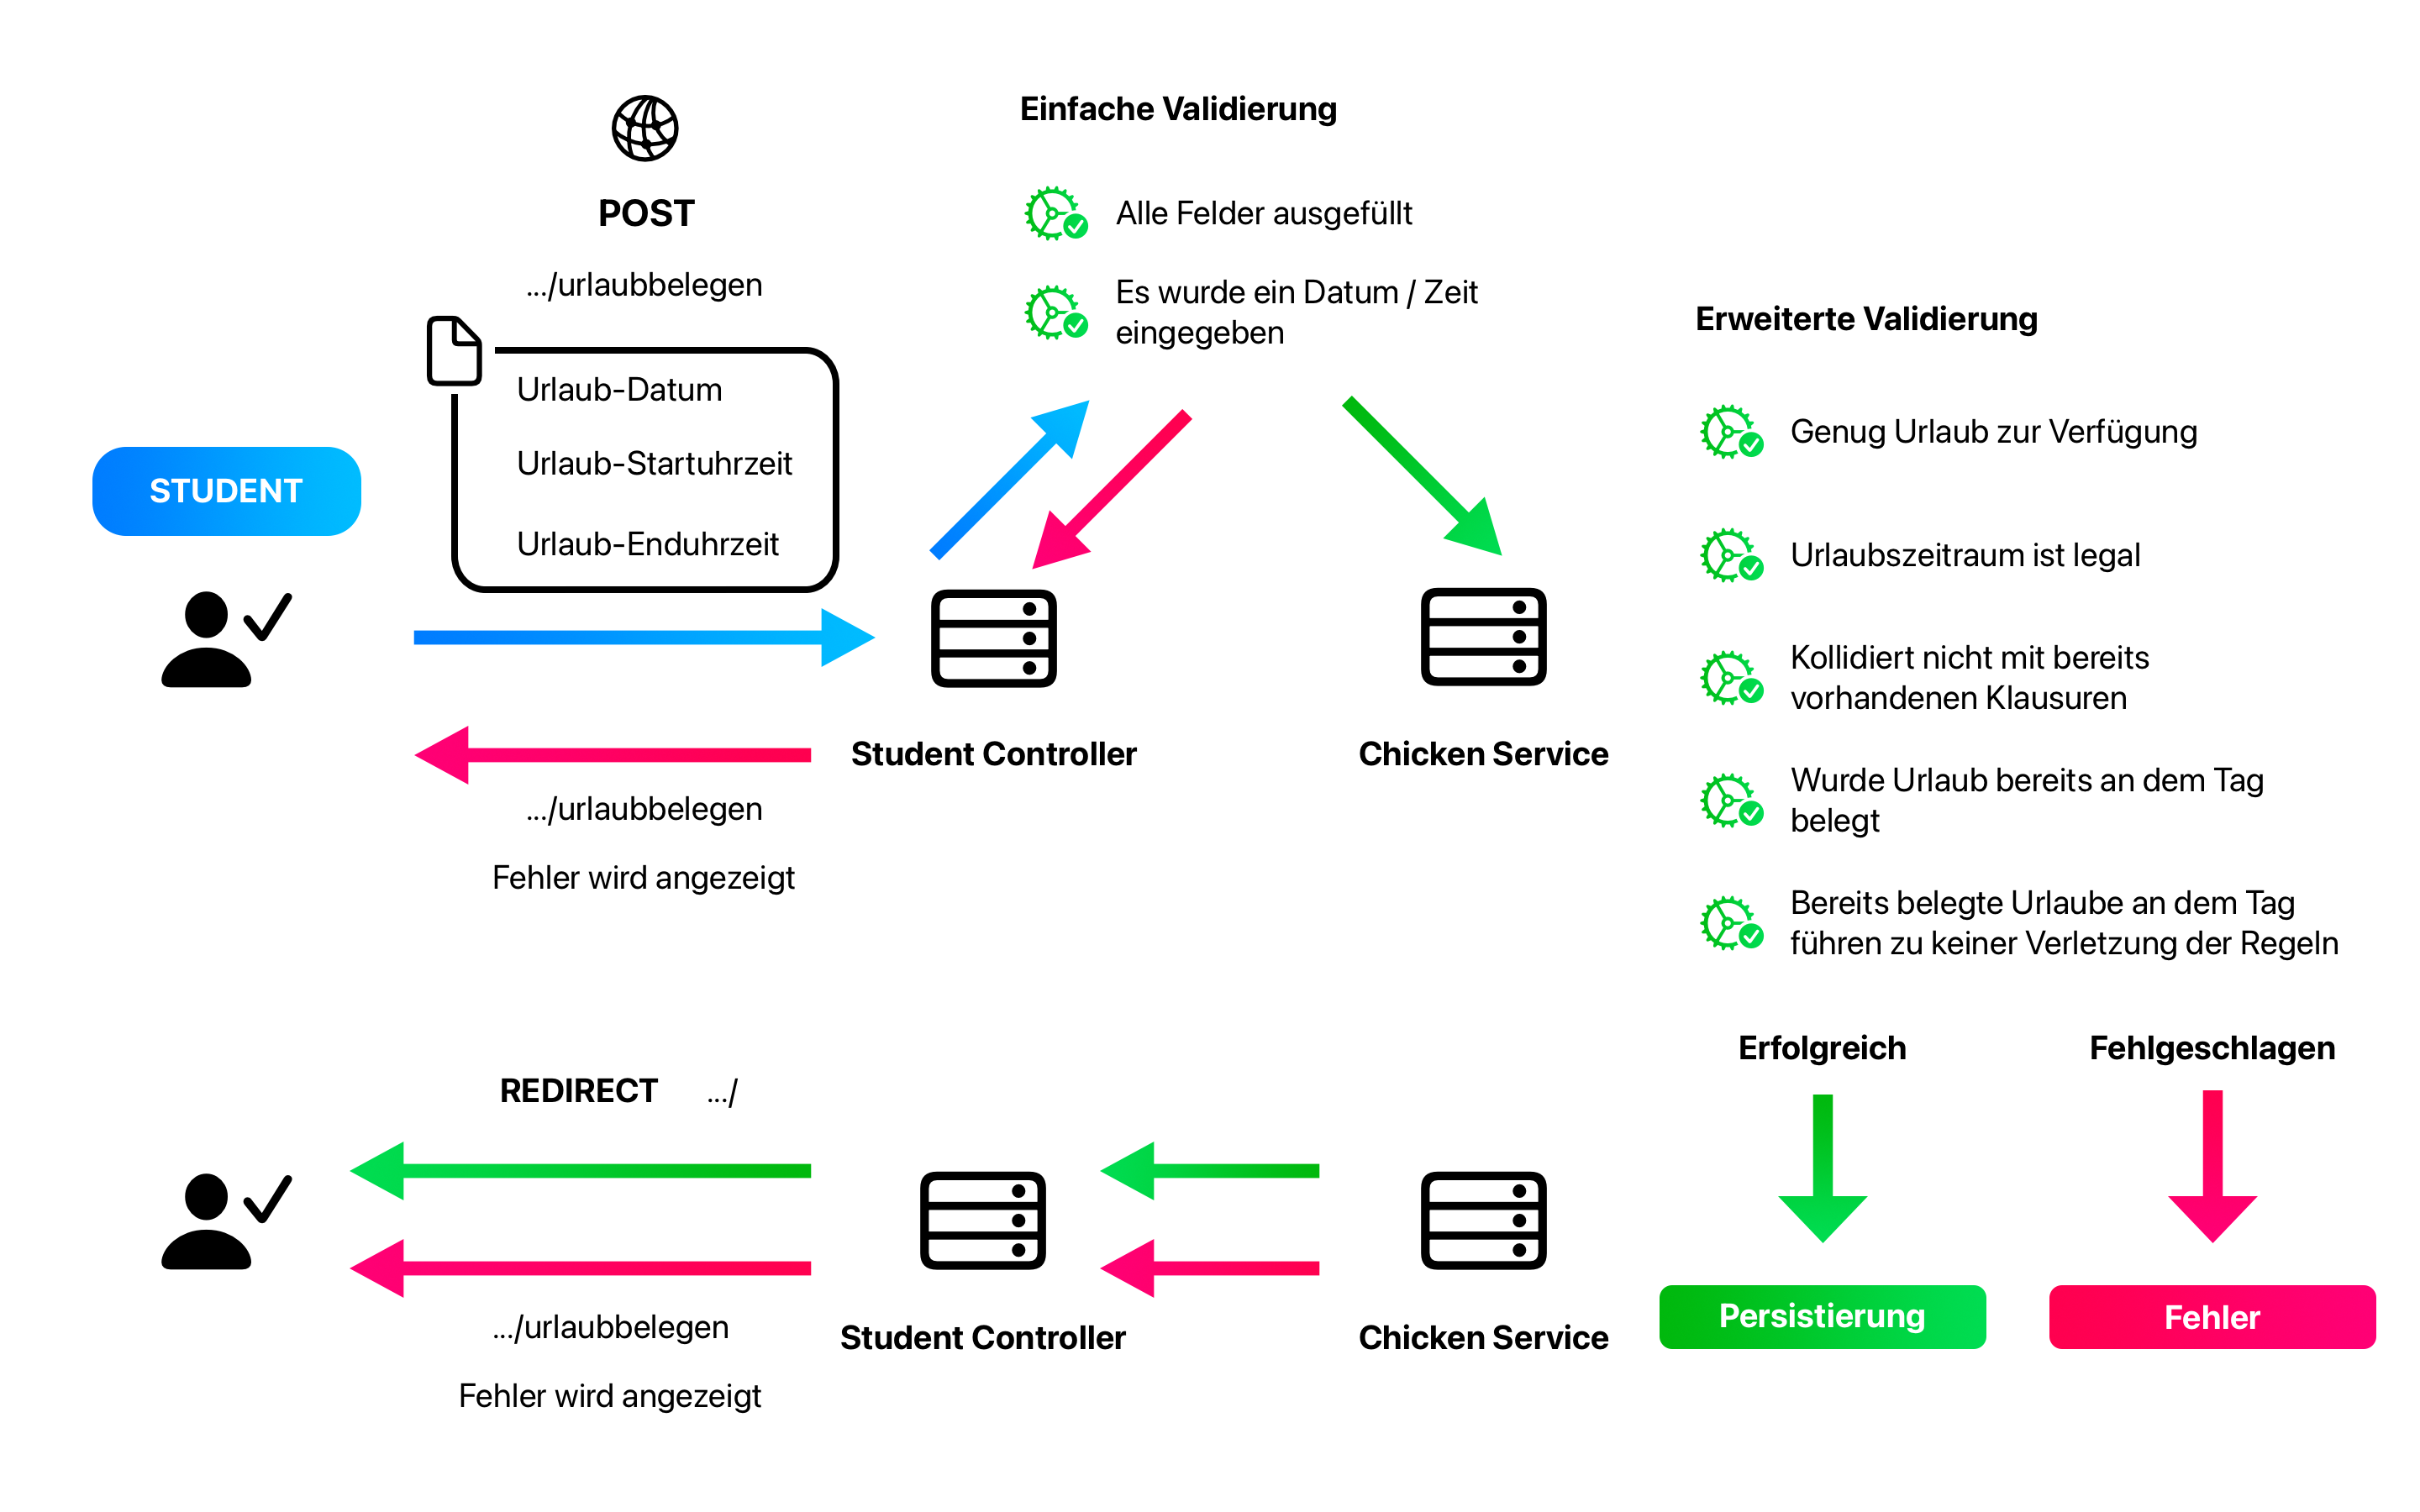 POST
.../urlaubbelegen
Urlaub-Datum
Urlaub-Startuhrzeit
Urlaub-Enduhrzeit
STUDENT
Einfache Validierung
Alle Felder ausgefüllt
Es wurde ein Datum / Zeit
eingegeben
Student Controller
.../urlaubbelegen
Fehler wird angezeigt
Chicken Service
Erweiterte Validierung
Genug Urlaub zur Verfügung
Urlaubszeitraum ist legal
Kollidiert nicht mit bereits
vorhandenen Klausuren
Wurde Urlaub bereits an dem Tag
belegt
Bereits belegte Urlaube an dem Tag
führen zu keiner Verletzung der Regeln
Erfolgreich
Fehlgeschlagen
Persistierung
Fehler
REDIRECT .../
.../urlaubbelegen
Fehler wird angezeigt
Student Controller
Chicken Service